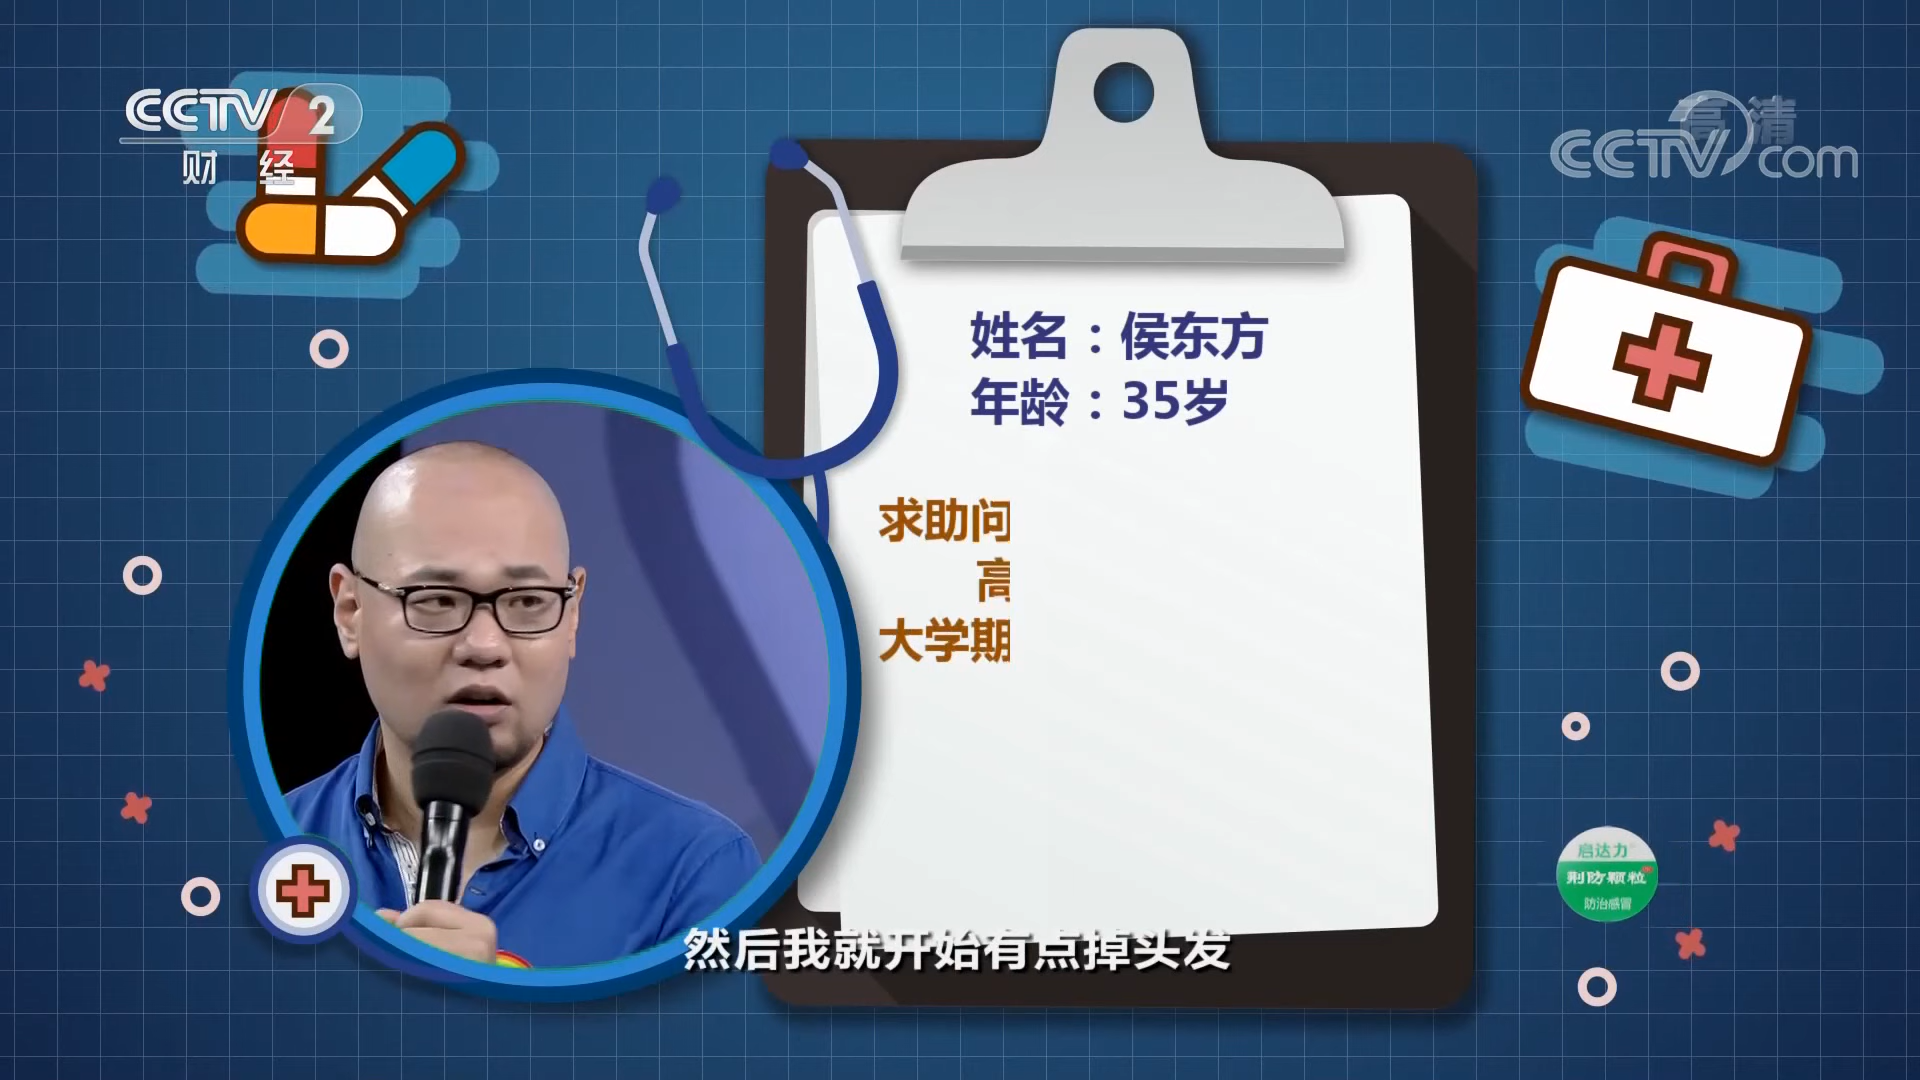 CCTV 2
财 经
高清
CCTV.com
姓名：侯东方
年龄：35岁
求助问
高
大学期
启达力
荆防颗粒
防治感冒
然后我就开始有点掉头发